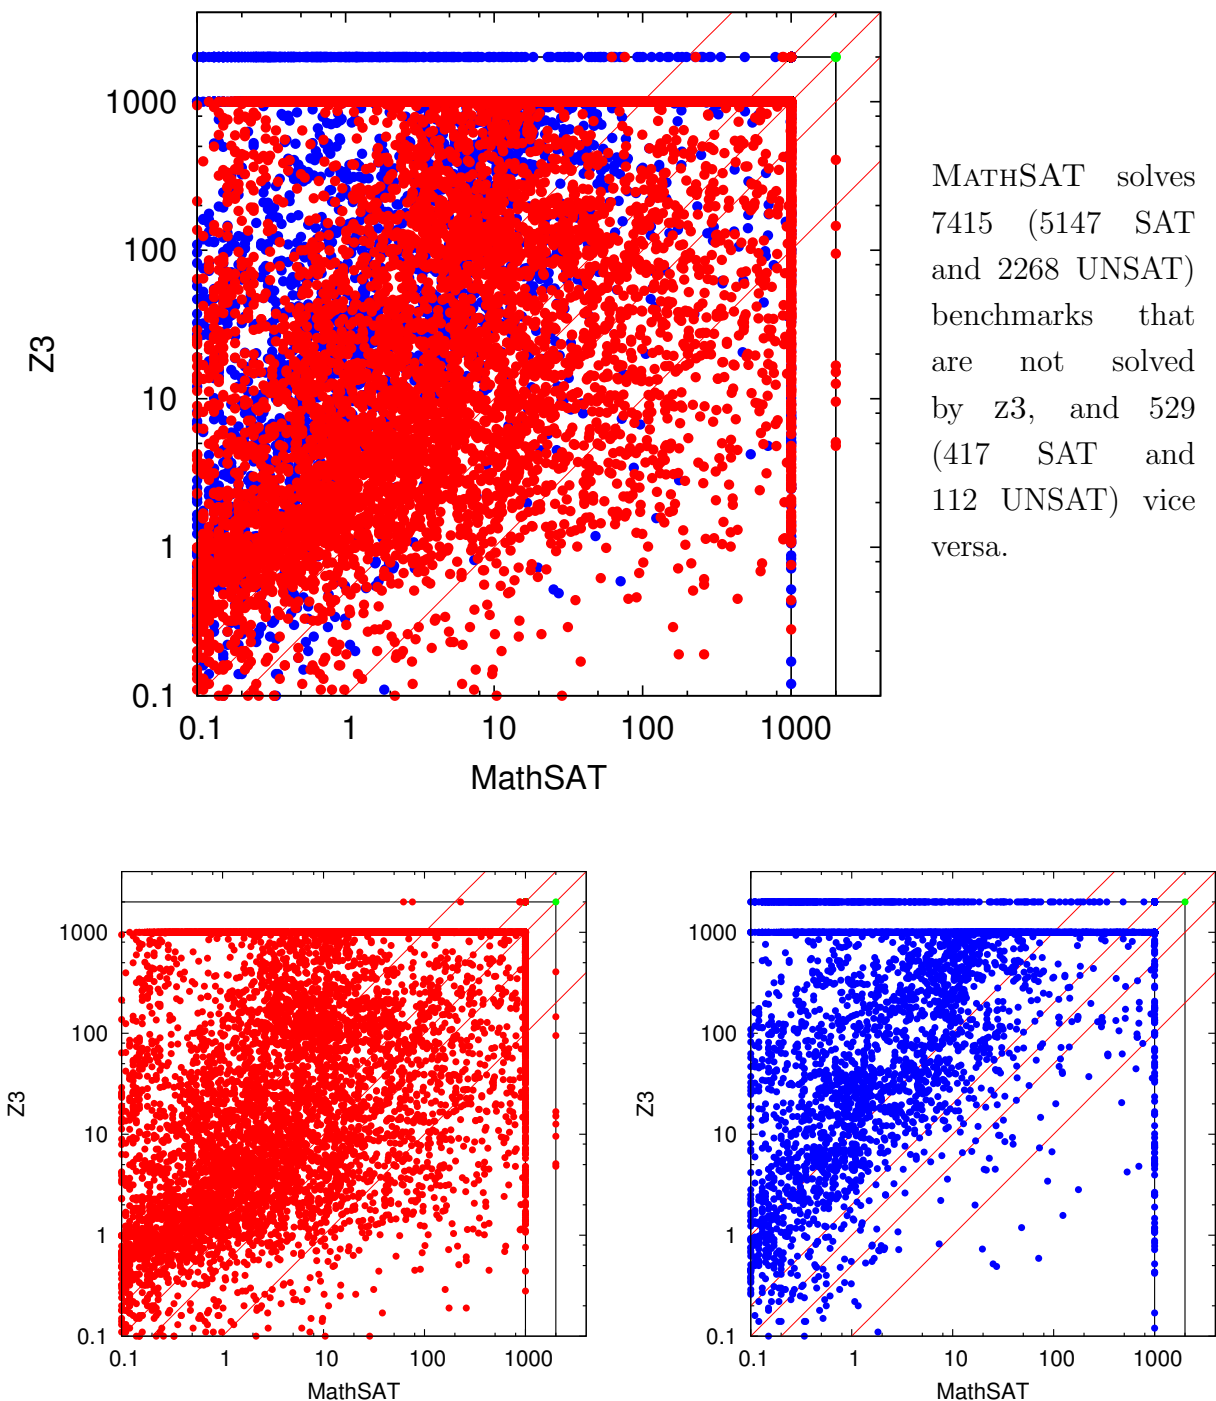 1000
100
10
1
0.1
Z3
0.1 1 10 100 1000
MathSAT
MATHSAT solves
7415 (5147 SAT
and 2268 UNSAT)
benchmarks that
are not solved
by z3, and 529
(417 SAT and
112 UNSAT) vice
versa.
1000
100
10
1
0.1
Z3
0.1 1 10 100 1000
MathSAT
1000
100
10
1
0.1
Z3
0.1 1 10 100 1000
MathSAT